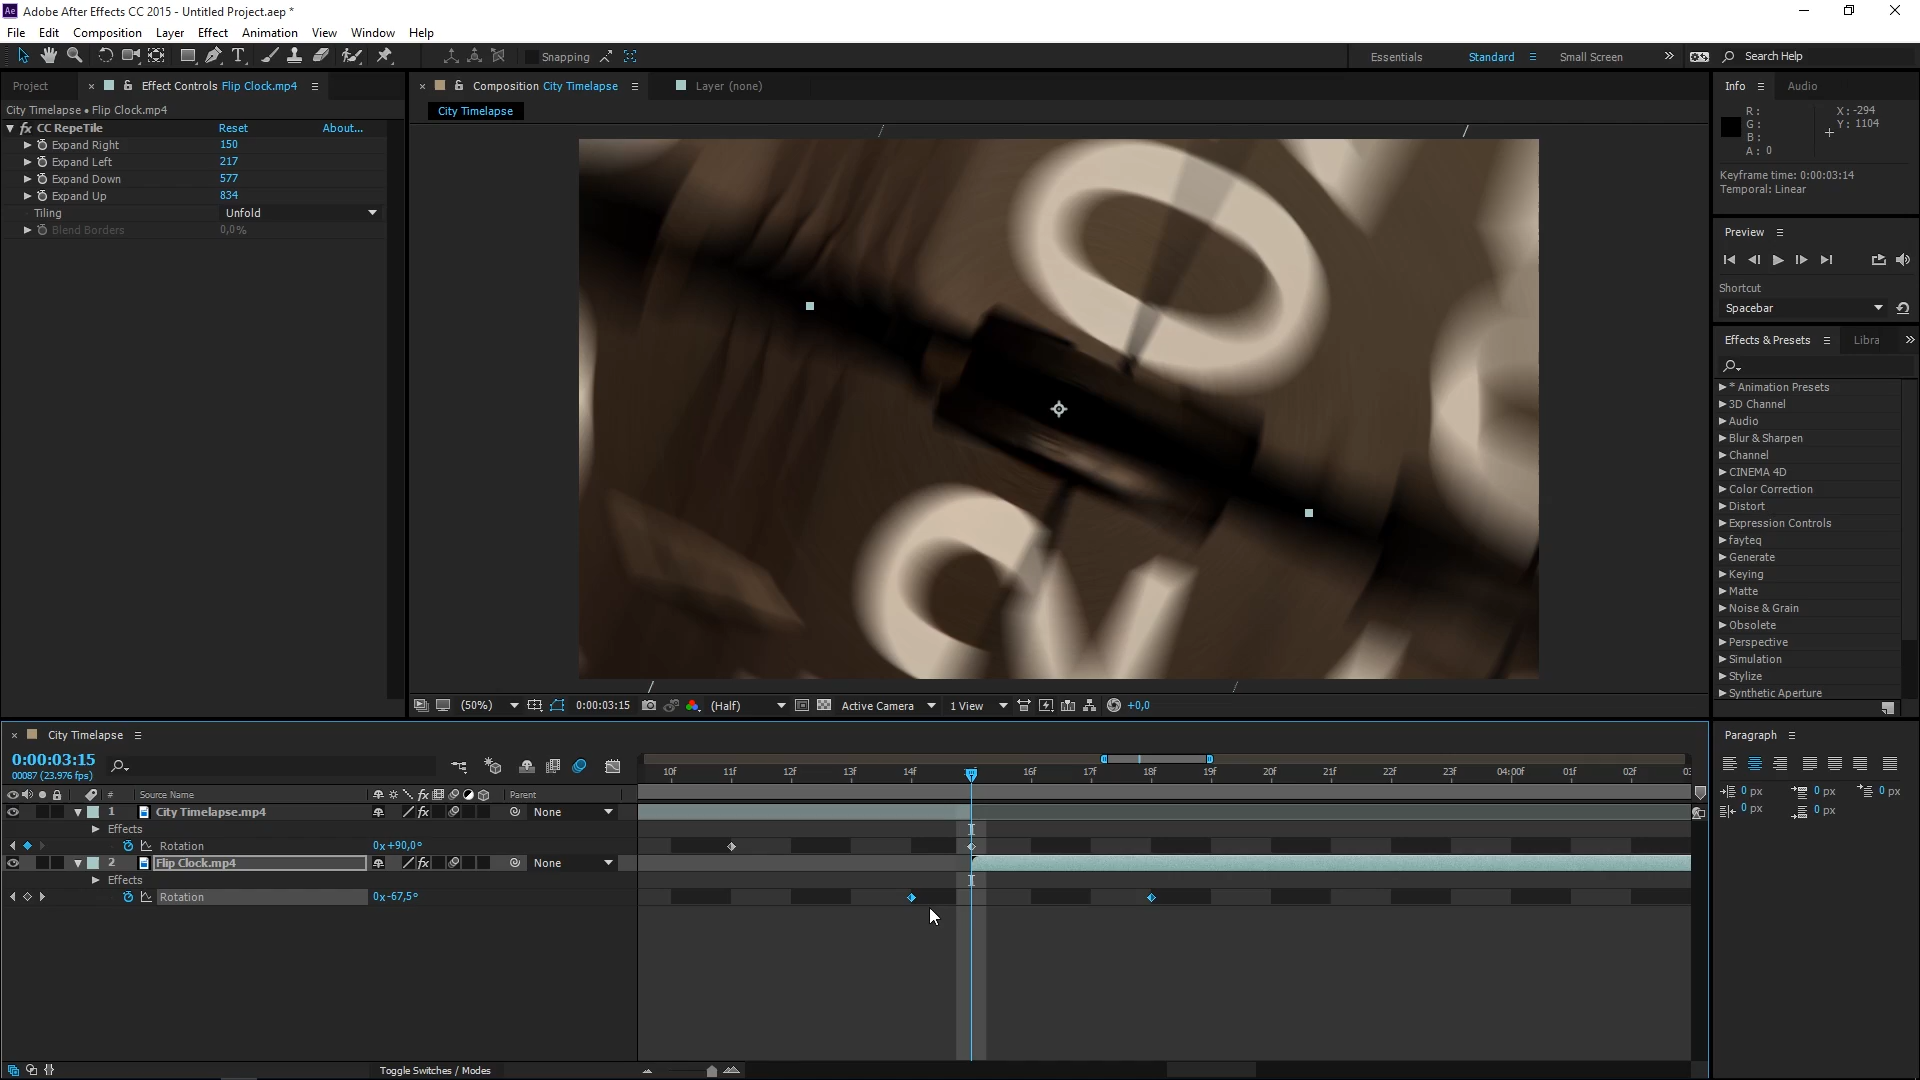 Ae Adobe After Effects CC 2015 - Untitled Project.aep *
File Edit Composition Layer Effect Animation View Window Help
T Snapping Essentials Standard Small Screen » Search Help
Project × Effect Controls Flip Clock.mp4
× Composition City Timelapse Layer (none)
Info Audio
City Timelapse • Flip Clock.mp4
City Timelapse
fx CC RepeTile Reset About...
Expand Right 150
Expand Left 217
Expand Down 577
Expand Up 834
Tiling Unfold
Blend Borders 0,0%
R: X: -294
G: Y: 1104
B:
A: 0
Keyframe time: 0:00:03:14
Temporal: Linear
Preview
Shortcut
Spacebar
Effects & Presets Libra »
* Animation Presets
3D Channel
Audio
Blur & Sharpen
Channel
CINEMA 4D
Color Correction
Distort
Expression Controls
fayteq
Generate
Keying
Matte
Noise & Grain
Obsolete
Perspective
Simulation
Stylize
Synthetic Aperture
(50%) 0:00:03:15 (Half) Active Camera 1 View +0,0
× City Timelapse
0:00:03:15
00087 (23.976 fps)
10f 11f 12f 13f 14f 15f 16f 17f 18f 19f 20f 21f 22f 23f 04:00f 01f 02f 03
# Source Name fx Parent
1 City Timelapse.mp4 fx None
Effects
Rotation 0x+90,0°
2 Flip Clock.mp4 fx None
Effects
Rotation 0x-67,5°
Toggle Switches / Modes
Paragraph
0 px 0 px 0 px
0 px 0 px